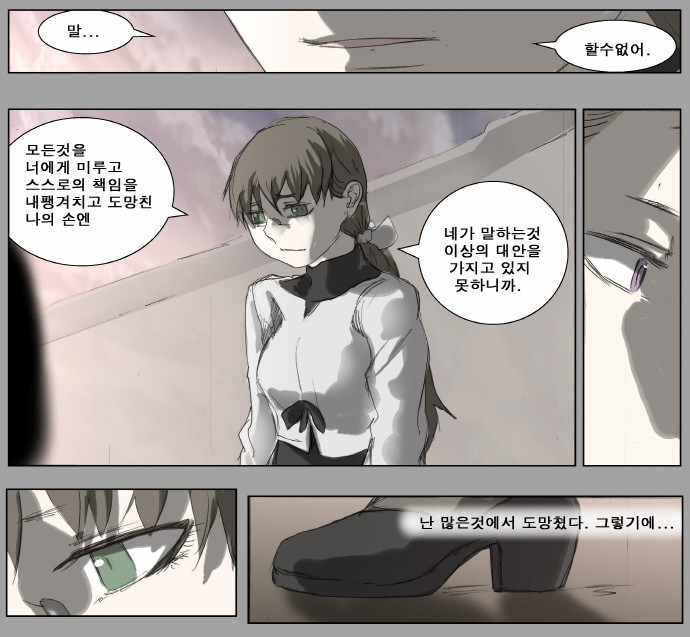 말...
할수없어.
모든것을
너에게 미루고
스스로의 책임을
내팽겨치고 도망친
나의 손엔
네가 말하는것
이상의 대안을
가지고 있지
못하니까.
난 많은것에서 도망쳤다. 그렇기에...